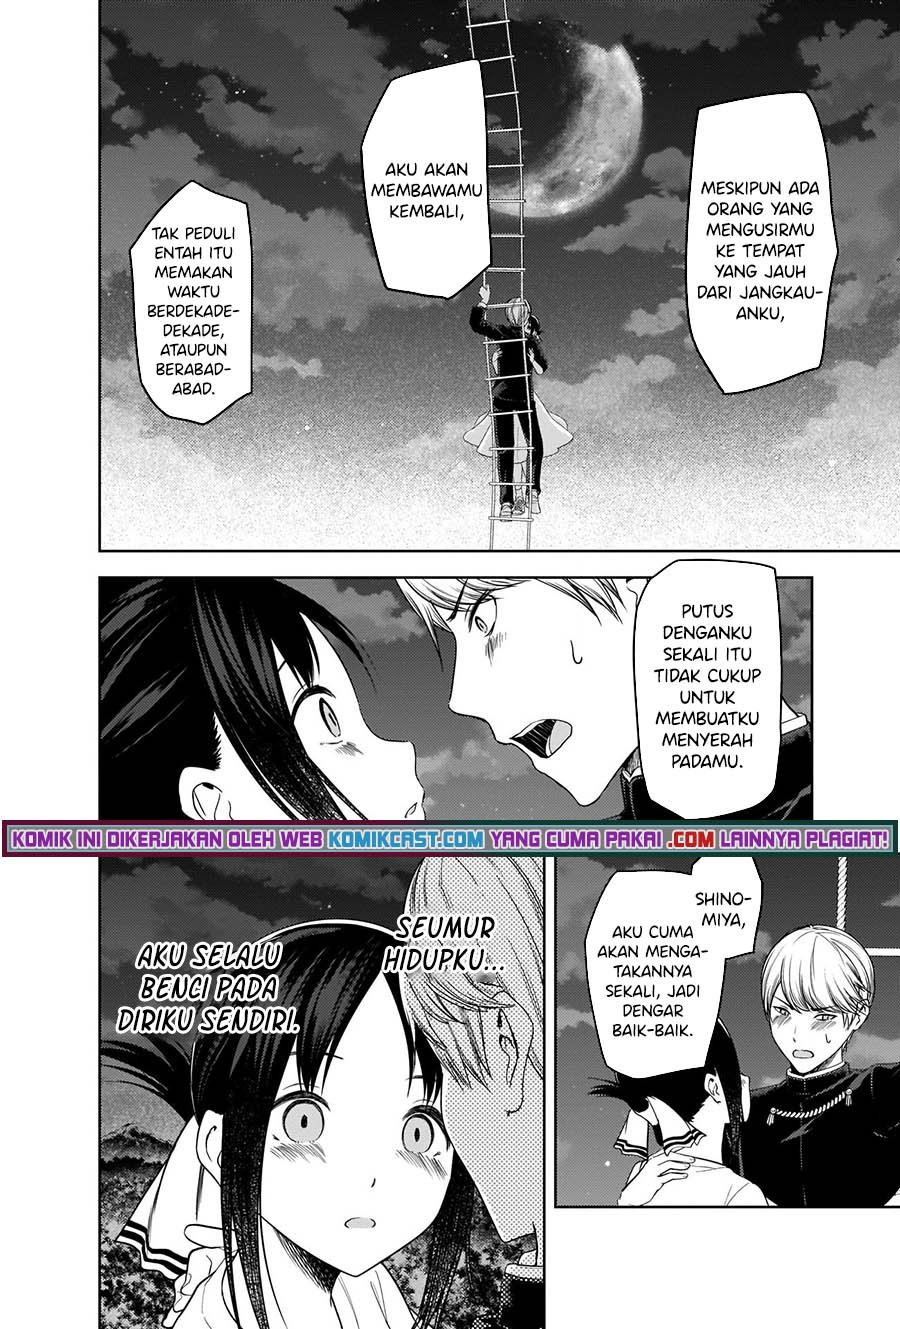 MESKIPUN ADA
ORANG YANG
MENGUSIRMU
KE TEMPAT
YANG JAUH
DARI JANGKAU-
ANKU,
AKU AKAN
MEMBAWAMU
KEMBALI,
TAK PEDULI
ENTAH ITU
MEMAKAN
WAKTU
BERDEKADE-
DEKADE,
ATAUPUN
BERABAD-
ABAD.
PUTUS
DENGANKU
SEKALI ITU
TIDAK CUKUP
UNTUK
MEMBUATKU
MENYERAH
PADAMU.
KOMIK INI DIKERJAKAN OLEH WEB KOMIKCAST.COM YANG CUMA PAKAI .COM LAINNYA PLAGIAT!
SHINO-
MIYA,
AKU CUMA
AKAN MENGA-
TAKANNYA
SEKALI, JADI
DENGAR
BAIK-BAIK.
SEUMUR
HIDUPKU...
AKU SELALU
BENCI PADA
DIRIKU SENDIRI.